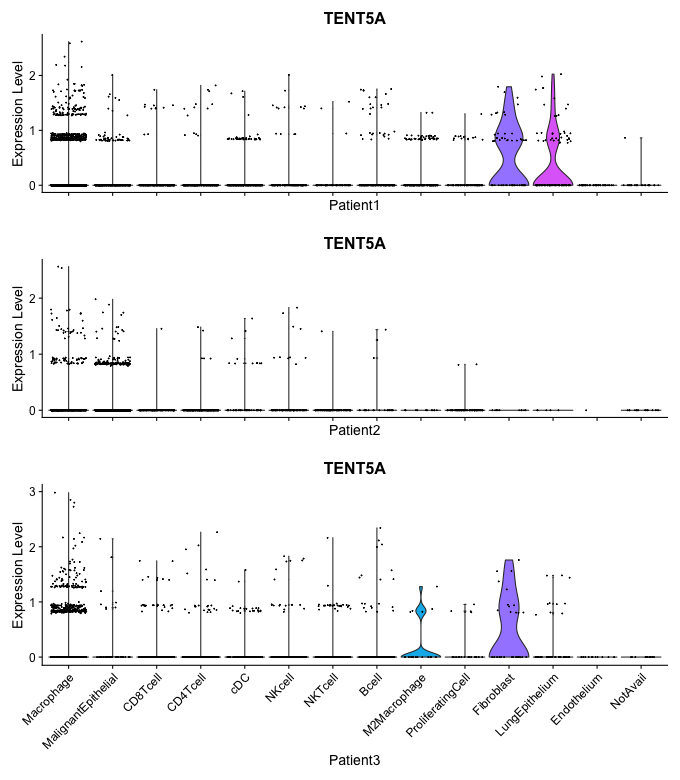 TENT5A
Expression Level
2
1
0
Patient1
TENT5A
Expression Level
2
1
0
Patient2
TENT5A
Expression Level
3
2
1
0
Macrophage
MalignantEpithelial
CD8Tcell
CD4Tcell
cDC
NKcell
NKTcell
Bcell
M2Macrophage
ProliferatingCell
Fibroblast
LungEpithelium
Endothelium
NotAvail
Patient3